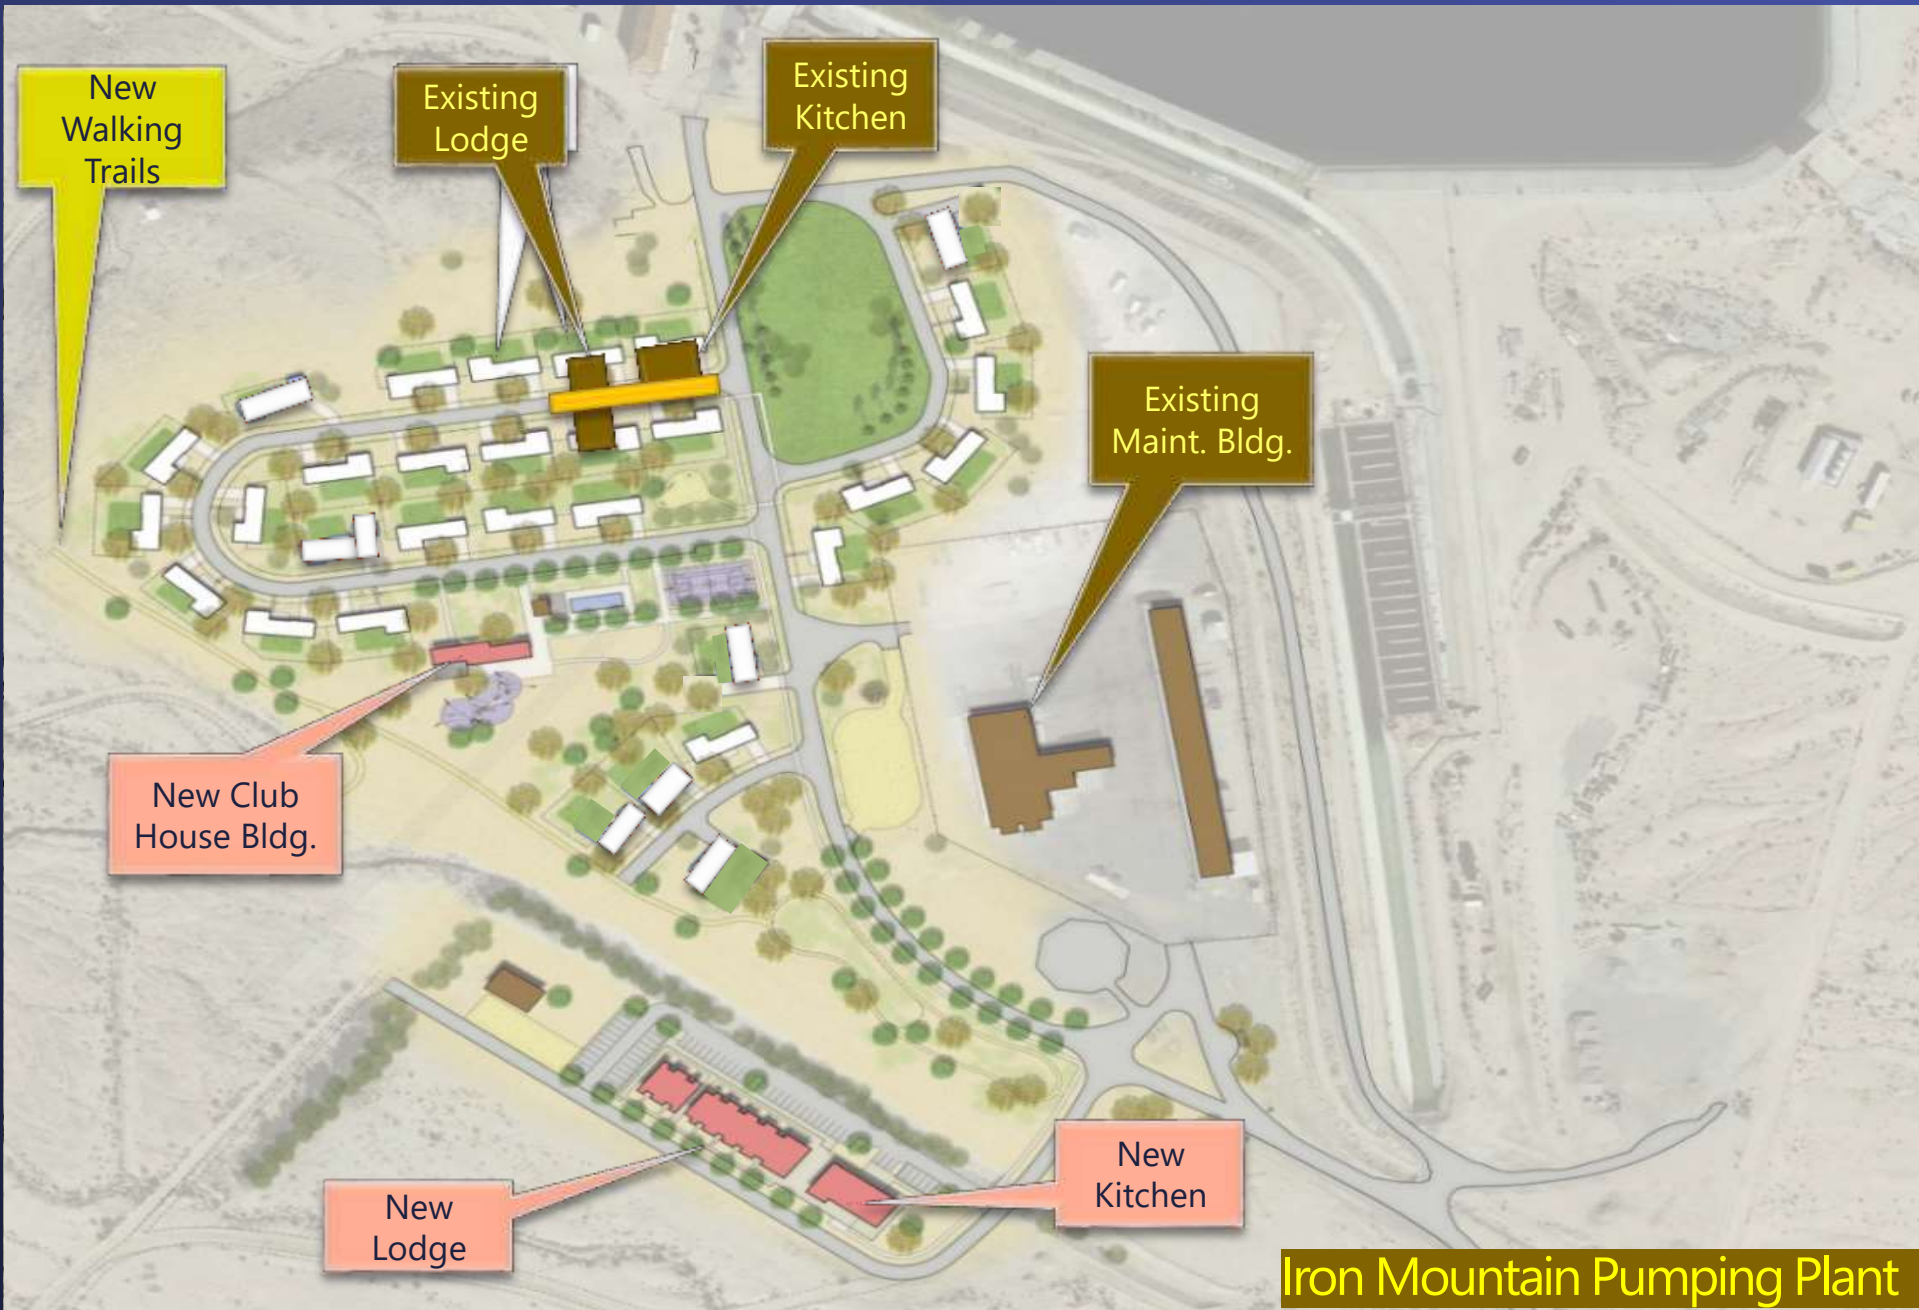 New
Walking
Trails
Existing
Lodge
Existing
Kitchen
Existing
Maint. Bldg.
New Club
House Bldg.
New
Lodge
New
Kitchen
Iron Mountain Pumping Plant